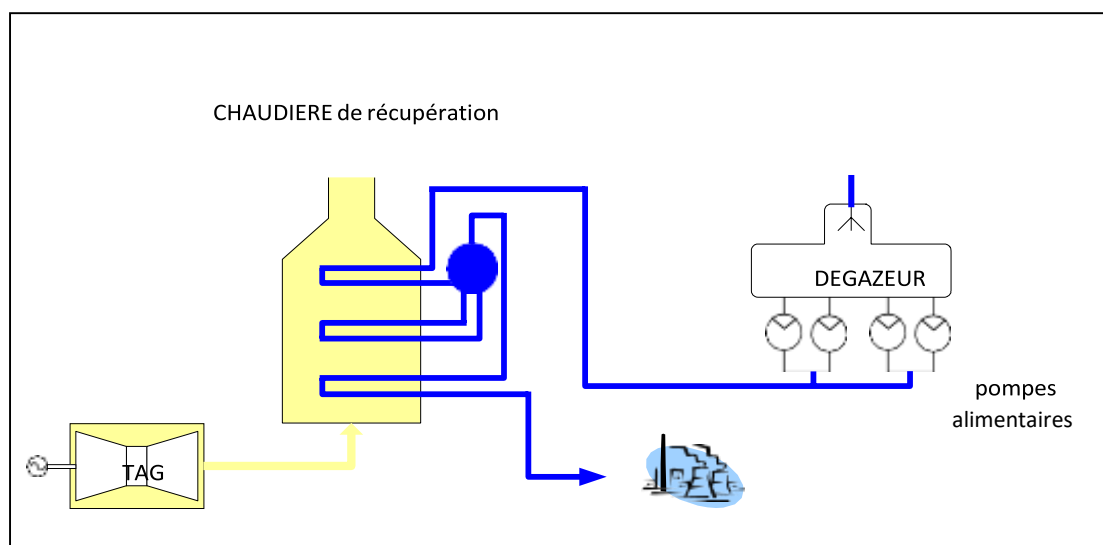 CHAUDIERE de récupération
DEGAZEUR
pompes
alimentaires
TAG